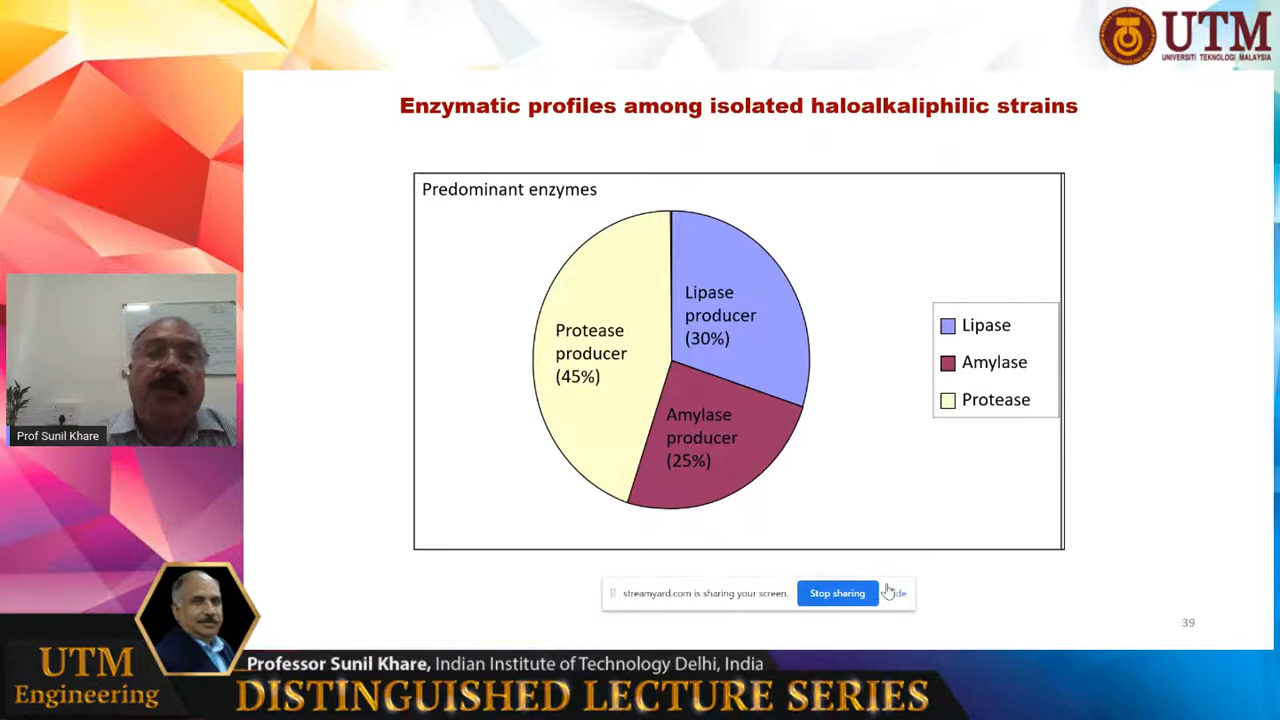 UTM
UNIVERSITI TEKNOLOGI MALAYSIA
Enzymatic profiles among isolated haloalkaliphilic strains
Predominant enzymes
Lipase
producer
(30%)
Protease
producer
(45%)
Amylase
producer
(25%)
Lipase
Amylase
Protease
Prof Sunil Khare
streamyard.com is sharing your screen.
Stop sharing
39
UTM
Engineering
Professor Sunil Khare, Indian Institute of Technology Delhi, India
DISTINGUISHED LECTURE SERIES